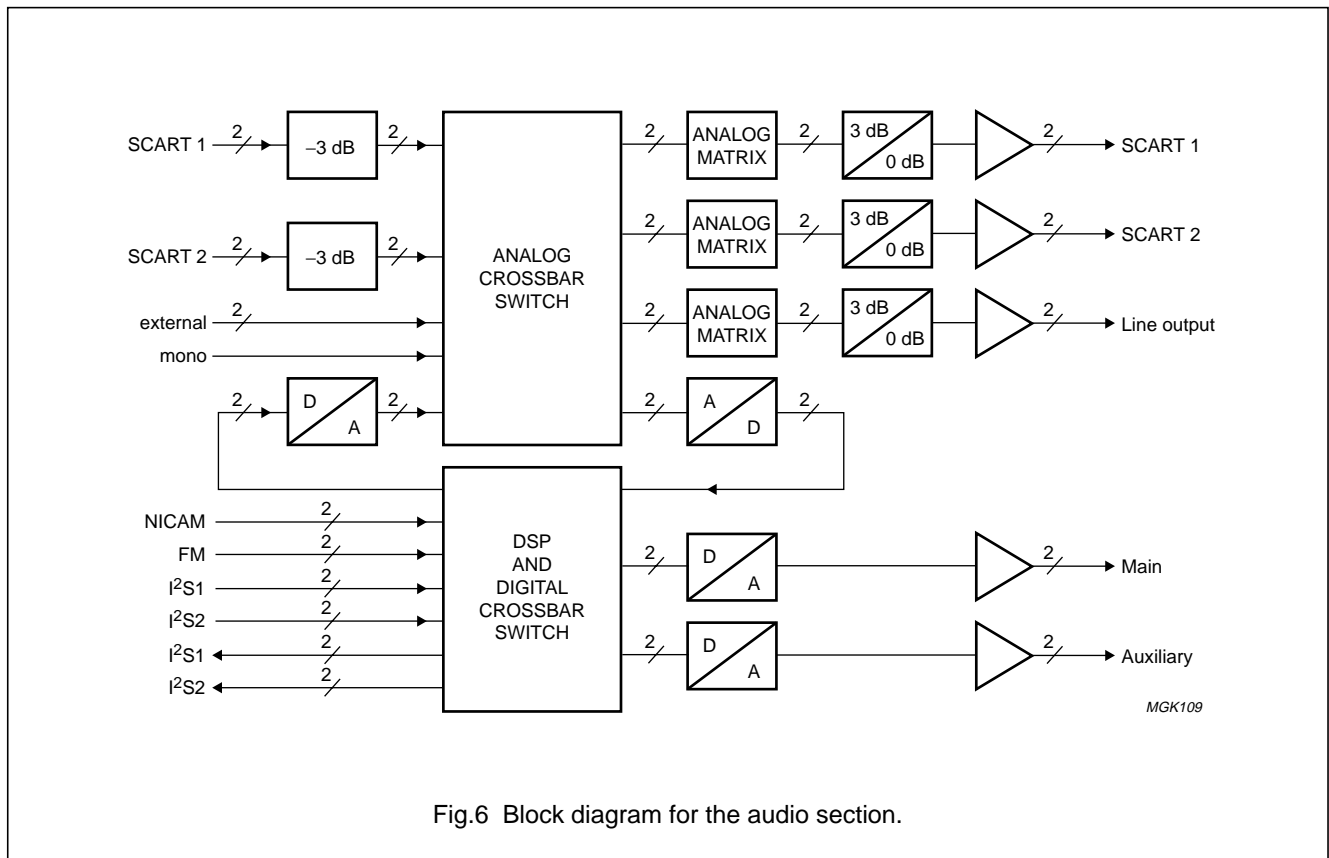 SCART 1
2
–3 dB
2
2
ANALOG
MATRIX
2
3 dB
0 dB
2
SCART 1
SCART 2
2
–3 dB
2
ANALOG
CROSSBAR
SWITCH
2
ANALOG
MATRIX
2
3 dB
0 dB
2
SCART 2
external
2
mono
2
ANALOG
MATRIX
2
3 dB
0 dB
2
Line output
2
D
A
2
2
A
D
2
NICAM
2
FM
2
I²S1
2
I²S2
2
I²S1
2
I²S2
2
DSP
AND
DIGITAL
CROSSBAR
SWITCH
2
D
A
2
Main
2
D
A
2
Auxiliary
MGK109
Fig.6 Block diagram for the audio section.